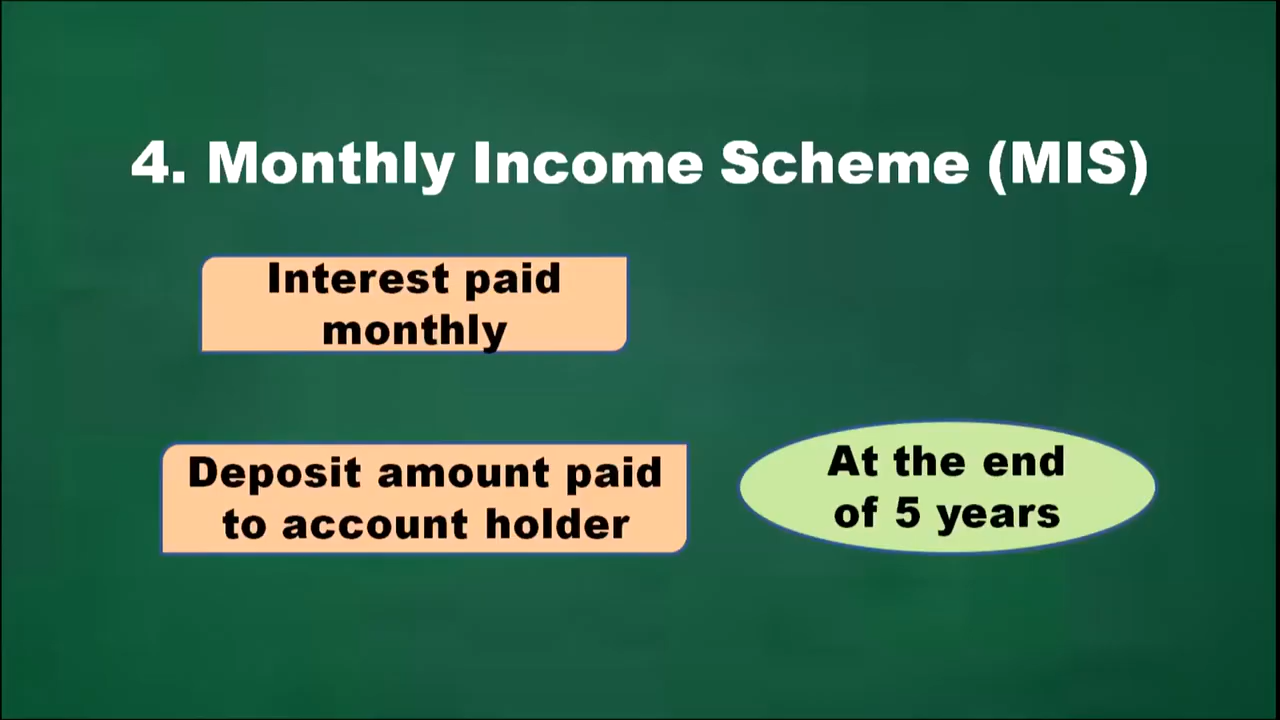 4. Monthly Income Scheme (MIS)
Interest paid
monthly
Deposit amount paid
to account holder
At the end
of 5 years